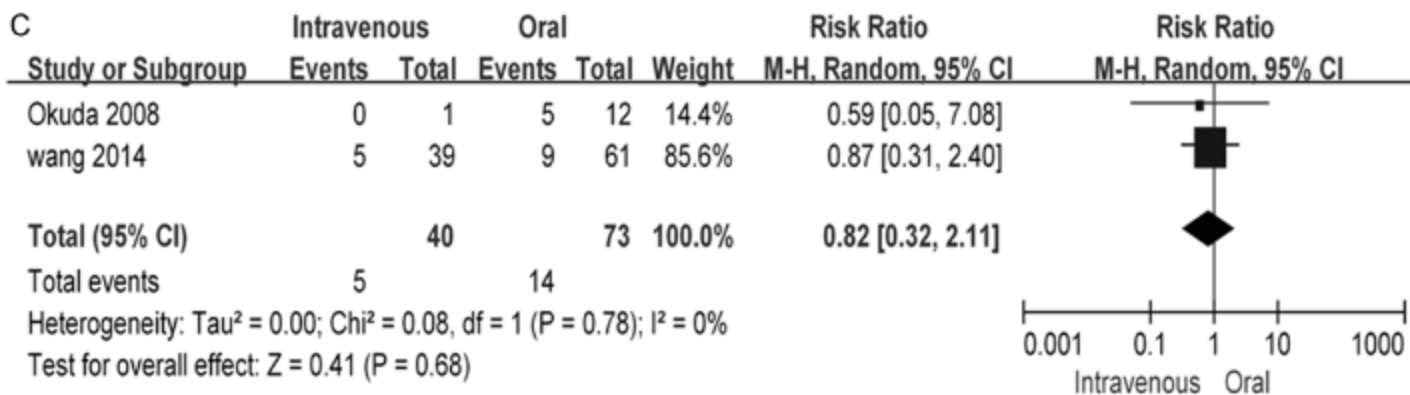 C
Intravenous Oral Risk Ratio Risk Ratio
Study or Subgroup Events Total Events Total Weight M-H, Random, 95% CI M-H, Random, 95% CI
Okuda 2008 0 1 5 12 14.4% 0.59 [0.05, 7.08]
wang 2014 5 39 9 61 85.6% 0.87 [0.31, 2.40]
Total (95% CI) 40 73 100.0% 0.82 [0.32, 2.11]
Total events 5 14
Heterogeneity: Tau² = 0.00; Chi² = 0.08, df = 1 (P = 0.78); I² = 0%
Test for overall effect: Z = 0.41 (P = 0.68)
0.001 0.1 1 10 1000
Intravenous Oral